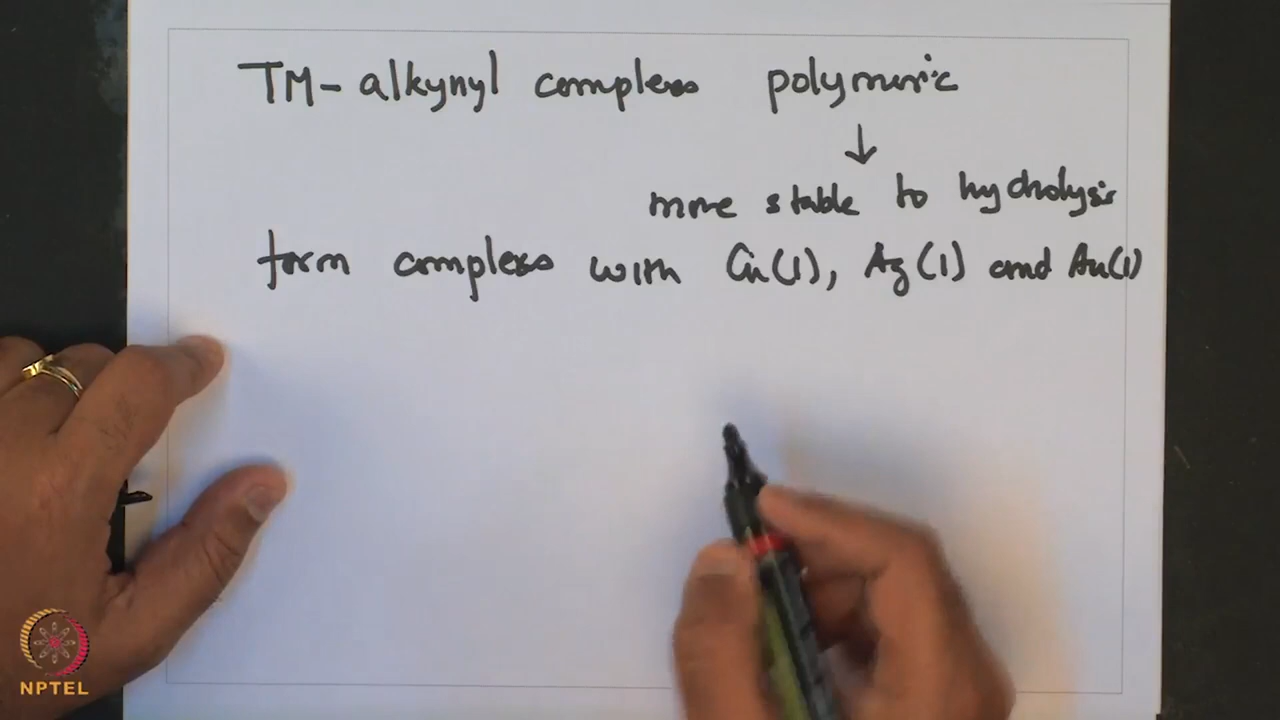 TM-alkynyl complexes polymeric
↓
more stable to hydrolysis
form complexes with Cu(I), Ag(I) and Au(I)
NPTEL